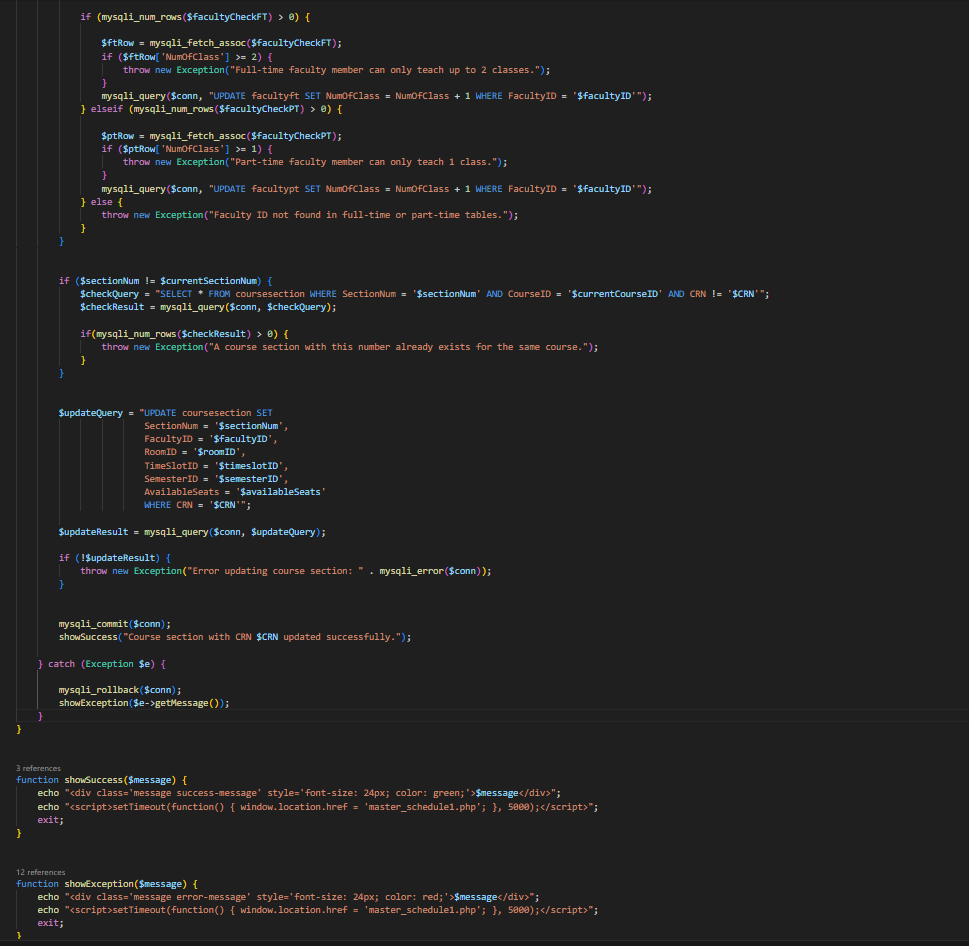 if (mysqli_num_rows($facultyCheckFT) > 0) {
$ftRow = mysqli_fetch_assoc($facultyCheckFT);
if ($ftRow['NumOfClass'] >= 2) {
throw new Exception("Full-time faculty member can only teach up to 2 classes.");
}
mysqli_query($conn, "UPDATE facultyft SET NumOfClass = NumOfClass + 1 WHERE FacultyID = '$facultyID'");
} elseif (mysqli_num_rows($facultyCheckPT) > 0) {
$ptRow = mysqli_fetch_assoc($facultyCheckPT);
if ($ptRow['NumOfClass'] >= 1) {
throw new Exception("Part-time faculty member can only teach 1 class.");
}
mysqli_query($conn, "UPDATE facultypt SET NumOfClass = NumOfClass + 1 WHERE FacultyID = '$facultyID'");
} else {
throw new Exception("Faculty ID not found in full-time or part-time tables.");
}
}
if ($sectionNum != $currentSectionNum) {
$checkQuery = "SELECT * FROM coursesection WHERE SectionNum = '$sectionNum' AND CourseID = '$currentCourseID' AND CRN != '$CRN'";
$checkResult = mysqli_query($conn, $checkQuery);
if(mysqli_num_rows($checkResult) > 0) {
throw new Exception("A course section with this number already exists for the same course.");
}
}
$updateQuery = "UPDATE coursesection SET
SectionNum = '$sectionNum',
FacultyID = '$facultyID',
RoomID = '$roomID',
TimeSlotID = '$timeslotID',
SemesterID = '$semesterID',
AvailableSeats = '$availableSeats'
WHERE CRN = '$CRN'";
$updateResult = mysqli_query($conn, $updateQuery);
if (!$updateResult) {
throw new Exception("Error updating course section: " . mysqli_error($conn));
}
mysqli_commit($conn);
showSuccess("Course section with CRN $CRN updated successfully.");
} catch (Exception $e) {
mysqli_rollback($conn);
showException($e->getMessage());
}
}
3 references
function showSuccess($message) {
echo "<div class='message success-message' style='font-size: 24px; color: green;'>$message</div>";
echo "<script>setTimeout(function() { window.location.href = 'master_schedule1.php'; }, 5000);</script>";
exit;
}
12 references
function showException($message) {
echo "<div class='message error-message' style='font-size: 24px; color: red;'>$message</div>";
echo "<script>setTimeout(function() { window.location.href = 'master_schedule1.php'; }, 5000);</script>";
exit;
}